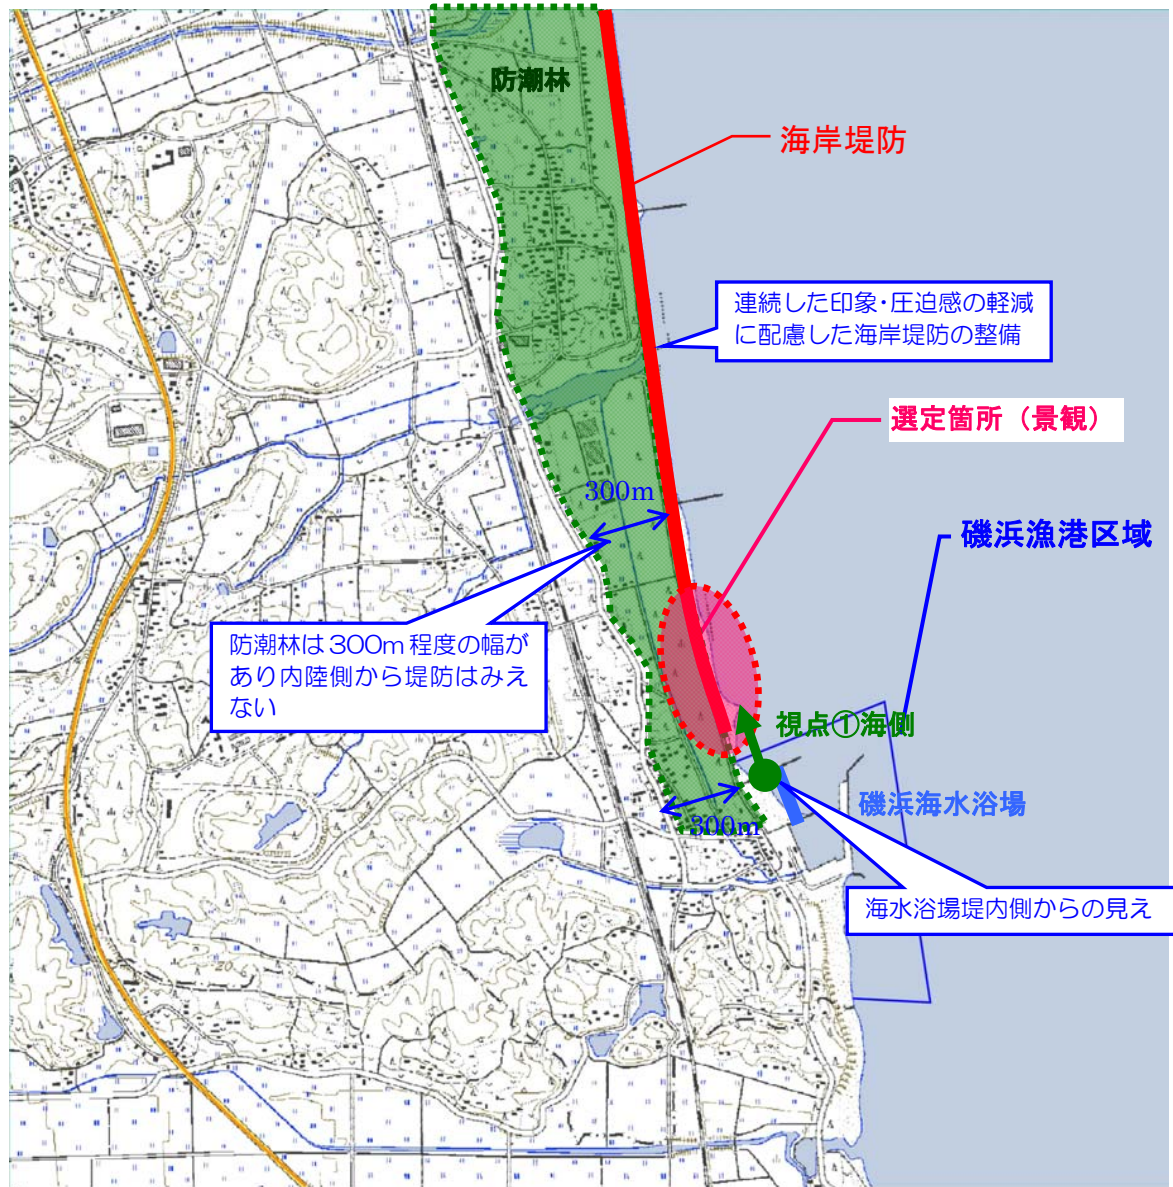 防潮林
海岸堤防
連続した印象・圧迫感の軽減
に配慮した海岸堤防の整備
選定箇所（景観）
300m
磯浜漁港区域
防潮林は300m程度の幅が
あり内陸側から堤防はみえ
ない
視点①海側
磯浜海水浴場
300m
海水浴場堤内側からの見え
20
20